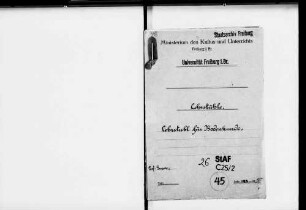 Staatsarchiv Freiburg
Ministerium des Kultus und Unterrichts
Freiburg i. Br.
Universität Freiburg i. Br.
Lehrstühle.
Lehrstuhl für Bodenkunde.
26 StAF
C25/2
45